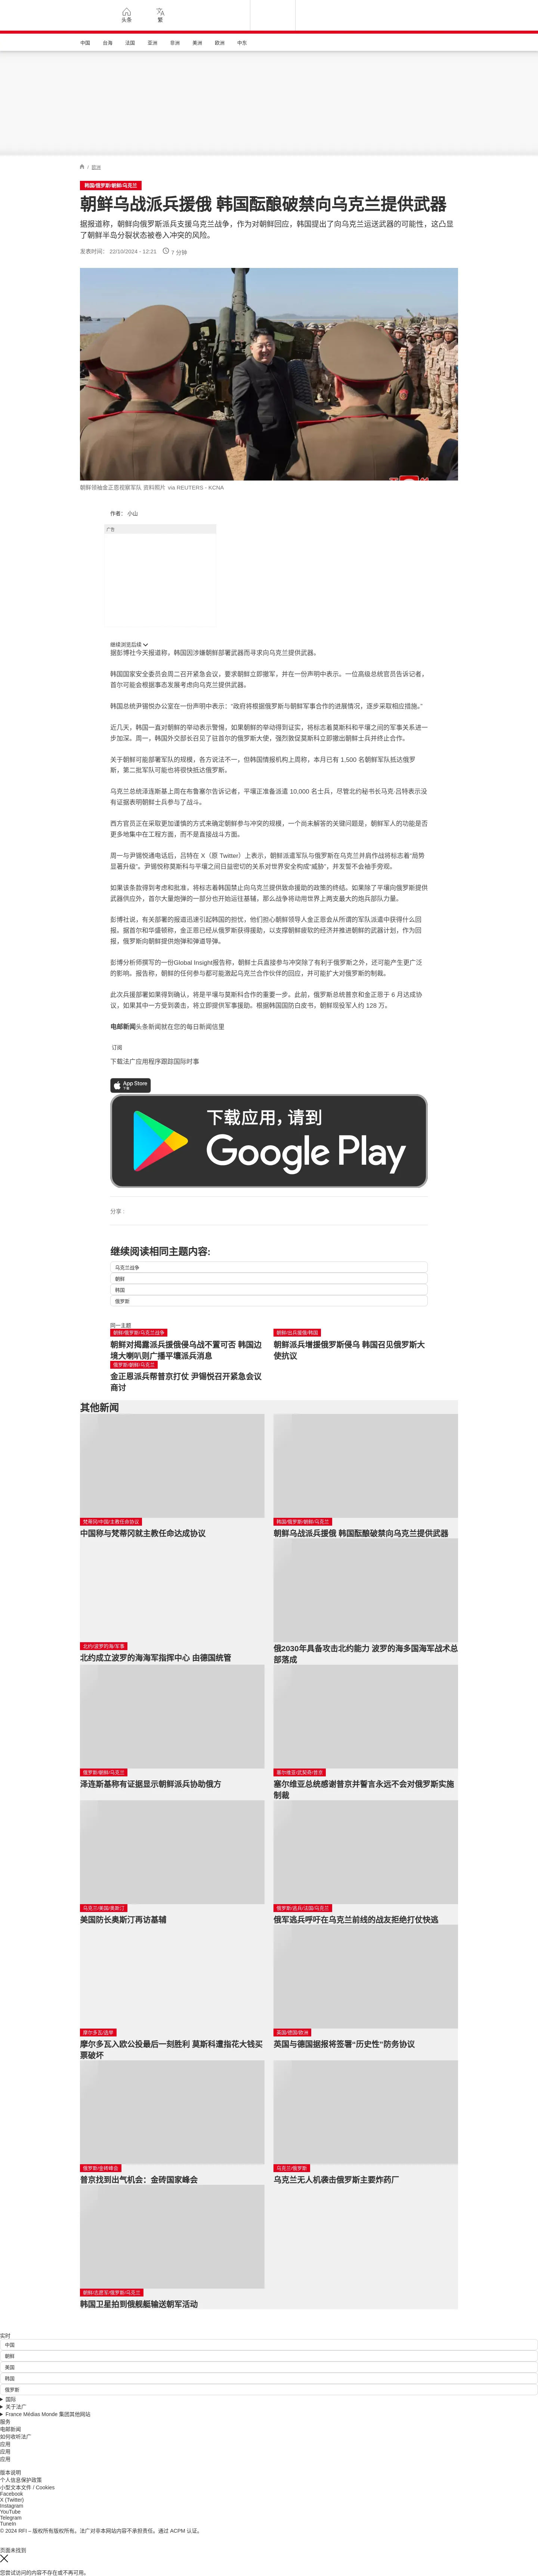 头条
繁
中国
台海
法国
亚洲
非洲
美洲
欧洲
中东
/ 欧洲
韩国/俄罗斯/朝鲜/乌克兰
朝鲜乌战派兵援俄 韩国酝酿破禁向乌克兰提供武器
据报道称，朝鲜向俄罗斯派兵支援乌克兰战争，作为对朝鲜回应，韩国提出了向乌克兰运送武器的可能性，这凸显了朝鲜半岛分裂状态被卷入冲突的风险。
发表时间： 22/10/2024 - 12:21
7 分钟
朝鲜领袖金正恩视察军队 资料照片 via REUTERS - KCNA
作者： 小山
广告
继续浏览后续
据彭博社今天报道称，韩国因涉嫌朝鲜部署武器而寻求向乌克兰提供武器。
韩国国家安全委员会周二召开紧急会议，要求朝鲜立即撤军，并在一份声明中表示。一位高级总统官员告诉记者，首尔可能会根据事态发展考虑向乌克兰提供武器。
韩国总统尹锡悦办公室在一份声明中表示：“政府将根据俄罗斯与朝鲜军事合作的进展情况，逐步采取相应措施。”
近几天，韩国一直对朝鲜的举动表示警惕，如果朝鲜的举动得到证实，将标志着莫斯科和平壤之间的军事关系进一步加深。周一，韩国外交部长召见了驻首尔的俄罗斯大使，强烈敦促莫斯科立即撤出朝鲜士兵并终止合作。
关于朝鲜可能部署军队的规模，各方说法不一，但韩国情报机构上周称，本月已有 1.500 名朝鲜军队抵达俄罗斯，第二批军队可能也将很快抵达俄罗斯。
乌克兰总统泽连斯基上周在布鲁塞尔告诉记者，平壤正准备派遣 10,000 名士兵，尽管北约秘书长马克·吕特表示没有证据表明朝鲜士兵参与了战斗。
西方官员正在采取更加谨慎的方式来确定朝鲜参与冲突的规模，一个尚未解答的关键问题是，朝鲜军人的功能是否更多地集中在工程方面，而不是直接战斗方面。
周一与尹锡悦通电话后，吕特在 X（原 Twitter）上表示，朝鲜派遣军队与俄罗斯在乌克兰并肩作战将标志着“局势显著升级”。尹锡悦称莫斯科与平壤之间日益密切的关系对世界安全构成“威胁”，并发誓不会袖手旁观。
如果该条款得到考虑和批准，将标志着韩国禁止向乌克兰提供致命援助的政策的终结。如果除了平壤向俄罗斯提供武器供应外，首尔大量炮弹的一部分也开始运往基辅，那么战争将动用世界上两支最大的炮兵部队力量。
彭博社说，有关部署的报道迅速引起韩国的担忧，他们担心朝鲜领导人金正恩会从所谓的军队派遣中获得什么回报。据首尔和华盛顿称，金正恩已经从俄罗斯获得援助，以支撑朝鲜疲软的经济并推进朝鲜的武器计划，作为回报，俄罗斯向朝鲜提供炮弹和弹道导弹。
彭博分析师撰写的一份Global Insight报告称，朝鲜士兵直接参与冲突除了有利于俄罗斯之外，还可能产生更广泛的影响。报告称，朝鲜的任何参与都可能激起乌克兰合作伙伴的回应，并可能扩大对俄罗斯的制裁。
此次兵援部署如果得到确认，将是平壤与莫斯科合作的重要一步。此前，俄罗斯总统普京和金正恩于 6 月达成协议，如果其中一方受到袭击，将立即提供军事援助。根据韩国国防白皮书，朝鲜现役军人约 128 万。
电邮新闻头条新闻就在您的每日新闻信里
订阅
下载法广应用程序跟踪国际时事
App Store
下载
下载应用，请到
Google Play
分享 :
继续阅读相同主题内容:
乌克兰战争
朝鲜
韩国
俄罗斯
同一主题
朝鲜/俄罗斯/乌克兰战争
朝鲜对揭露派兵援俄侵乌战不置可否 韩国边境大喇叭则广播平壤派兵消息
朝鲜/出兵援俄/韩国
朝鲜派兵增援俄罗斯侵乌 韩国召见俄罗斯大使抗议
俄罗斯/朝鲜/乌克兰
金正恩派兵帮普京打仗 尹锡悦召开紧急会议商讨
其他新闻
梵蒂冈/中国/主教任命协议
中国称与梵蒂冈就主教任命达成协议
韩国/俄罗斯/朝鲜/乌克兰
朝鲜乌战派兵援俄 韩国酝酿破禁向乌克兰提供武器
北约/波罗的海/军事
北约成立波罗的海海军指挥中心 由德国统管
俄2030年具备攻击北约能力 波罗的海多国海军战术总部落成
俄罗斯/朝鲜/乌克兰
泽连斯基称有证据显示朝鲜派兵协助俄方
塞尔维亚/武契奇/普京
塞尔维亚总统感谢普京并誓言永远不会对俄罗斯实施制裁
乌克兰/美国/奥斯汀
美国防长奥斯汀再访基辅
俄罗斯/逃兵/法国/乌克兰
俄军逃兵呼吁在乌克兰前线的战友拒绝打仗快逃
摩尔多瓦/选举
摩尔多瓦入欧公投最后一刻胜利 莫斯科遭指花大钱买票破坏
英国/德国/欧洲
英国与德国据报将签署“历史性”防务协议
俄罗斯/金砖峰会
普京找到出气机会：金砖国家峰会
乌克兰/俄罗斯
乌克兰无人机袭击俄罗斯主要炸药厂
朝鲜/志愿军/俄罗斯/乌克兰
韩国卫星拍到俄舰艇输送朝军活动
实时
中国
朝鲜
美国
韩国
俄罗斯
国际
关于法广
France Médias Monde 集团其他网站
服务
电邮新闻
如何收听法广
应用
应用
应用
版本说明
个人信息保护政策
小型文本文件 / Cookies
Facebook
X (Twitter)
Instagram
YouTube
Telegram
TuneIn
© 2024 RFI – 版权所有版权所有。法广对非本网站内容不承担责任。通过 ACPM 认证。
页面未找到
您尝试访问的内容不存在或不再可用。